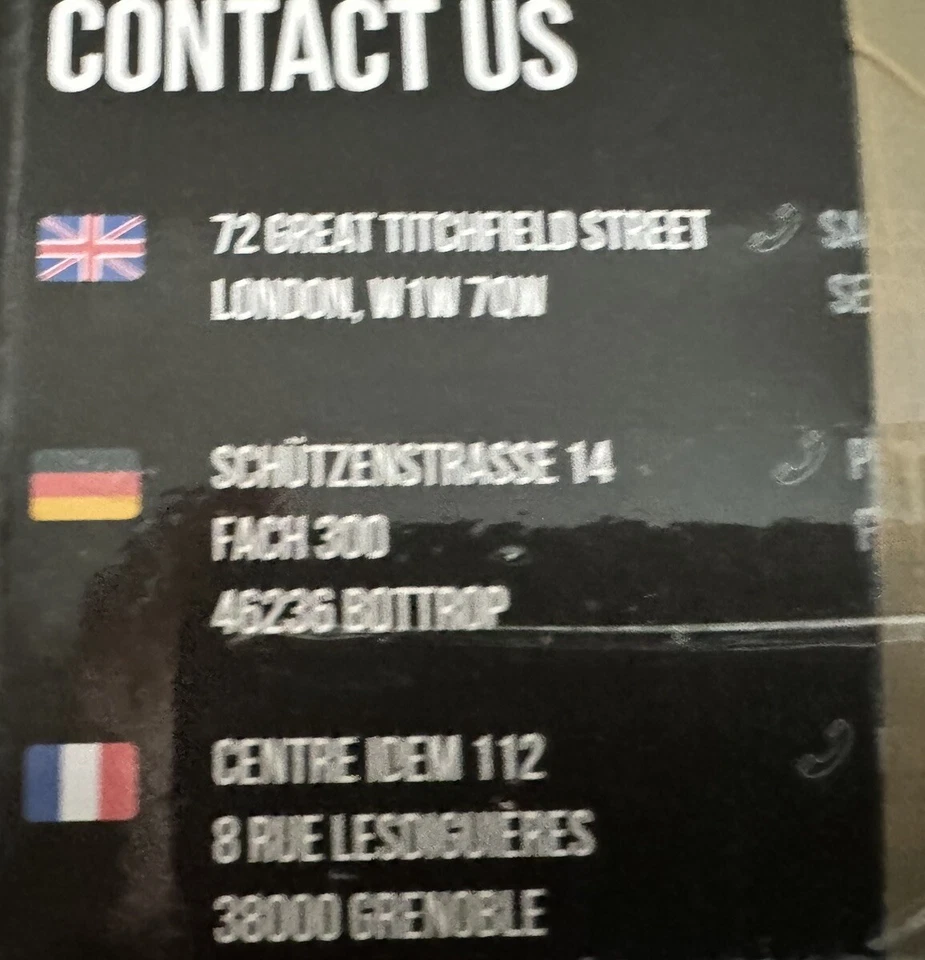 CONTACT US
72 GREAT TITCHFIELD STREET
LONDON, W1W 7QW
SCHÜTZENSTRASSE 14
FACH 300
46236 BOTTROP
CENTRE IDEM 112
8 RUE LESDIGUIÈRES
38000 GRENOBLE